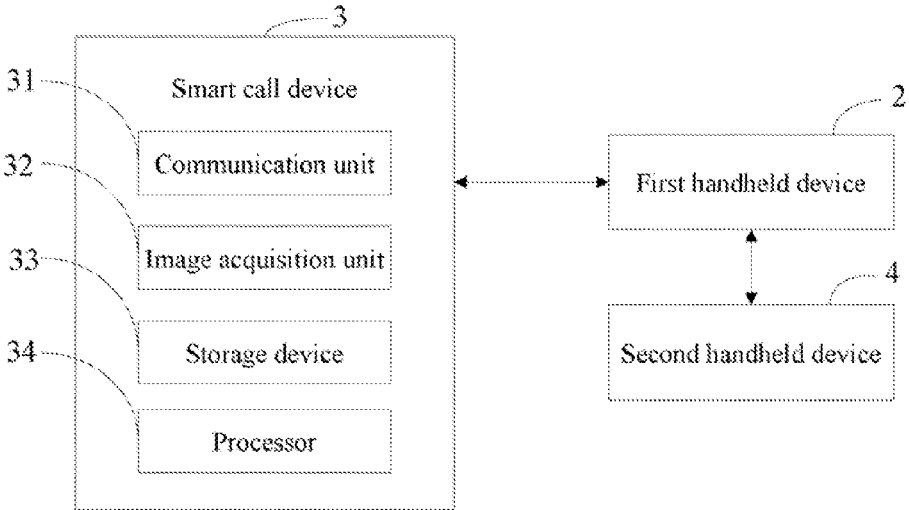 3
Smart call device
31
Communication unit
32
Image acquisition unit
33
Storage device
34
Processor
2
First handheld device
4
Second handheld device